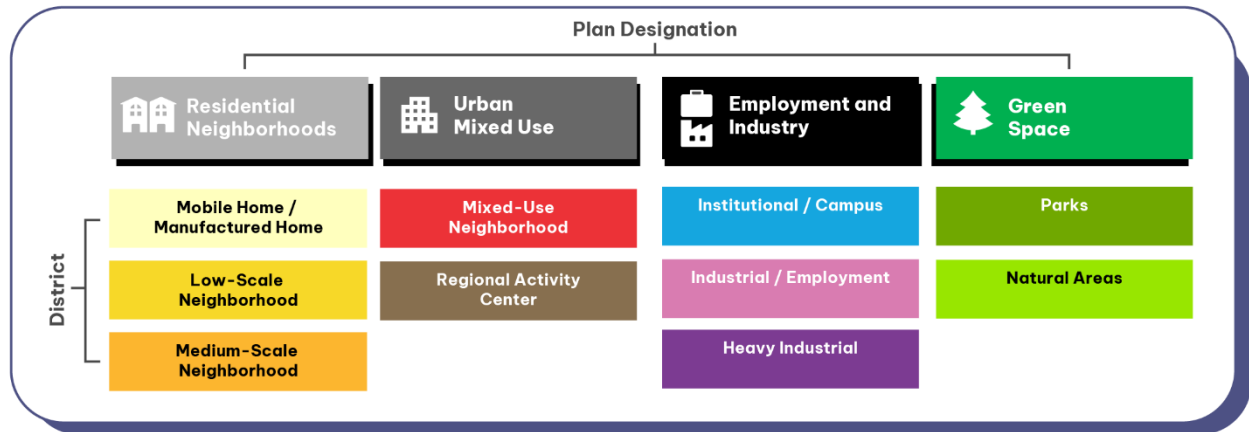 Plan Designation
Residential
Neighborhoods
Urban
Mixed Use
Employment and
Industry
Green
Space
District
Mobile Home /
Manufactured Home
Low-Scale
Neighborhood
Medium-Scale
Neighborhood
Mixed-Use
Neighborhood
Regional Activity
Center
Institutional / Campus
Industrial / Employment
Heavy Industrial
Parks
Natural Areas